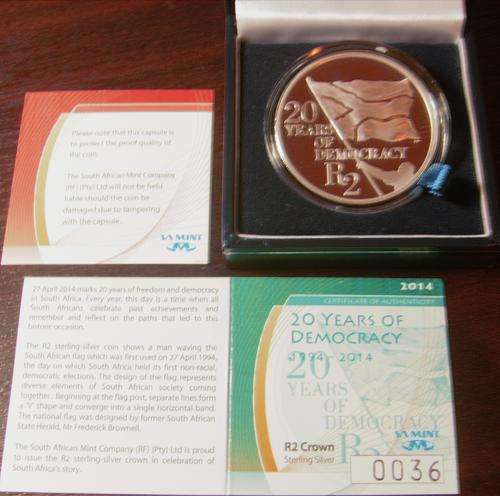 Please note that this capsule is
to protect the proof quality of
the coin.
The South African Mint Company
(RF) (Pty) Ltd will not be held
liable should the coin be
damaged due to tampering
with the capsule.
SA MINT
20
YEARS
OF
DEMOCRACY
R2
27 April 2014 marks 20 years of freedom and democracy
in South Africa. Every year, this day is a time when all
South Africans celebrate past achievements and
remember and reflect on the paths that led to this
historic occasion.
The R2 sterling-silver coin shows a man waving the
South African flag which was first used on 27 April 1994,
the day on which South Africa held its first non-racial,
democratic elections. The design of the flag represents
diverse elements of South African society coming
together. Beginning at the flag post, separate lines form
a 'V' shape and converge into a single horizontal band.
The national flag was designed by former South African
State Herald, Mr Frederick Brownell.
The South African Mint Company (RF) (Pty) Ltd is proud
to issue the R2 sterling-silver crown in celebration of
South Africa's story.
2014
CERTIFICATE OF AUTHENTICITY
20 YEARS OF
DEMOCRACY
1994 - 2014
20
YEARS
OF
DEMOCRACY
R2
R2 Crown
Sterling Silver
SA MINT
0036